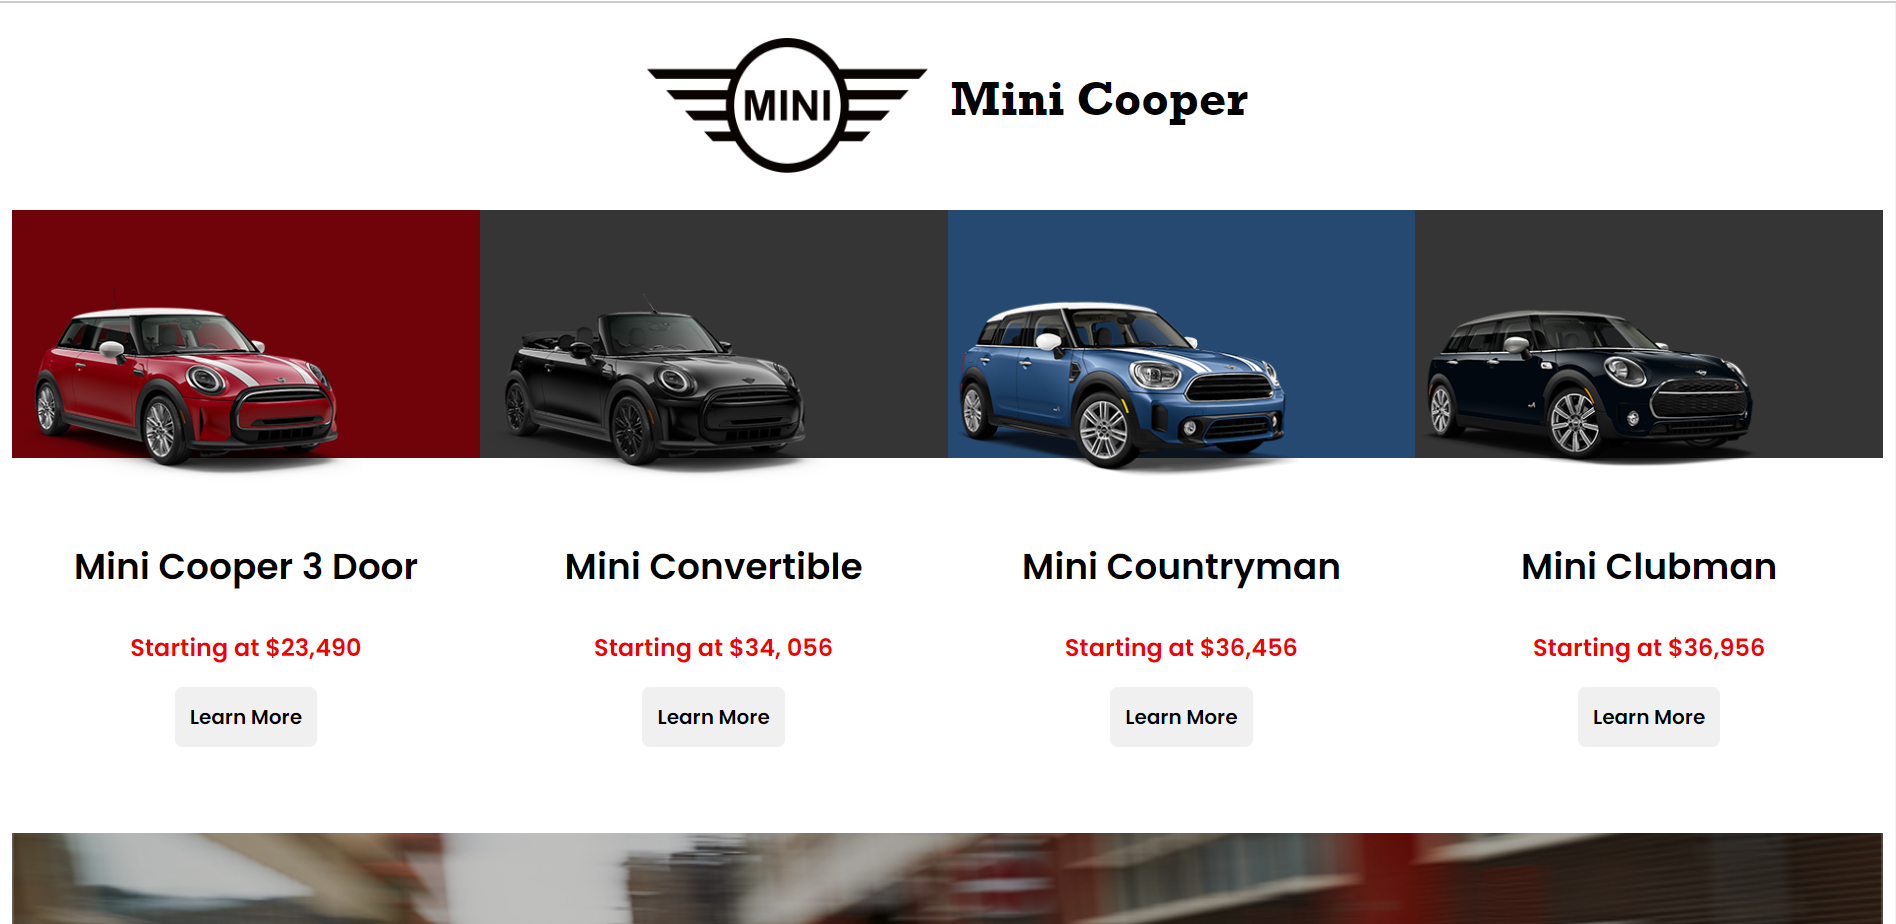 MINI
Mini Cooper
Mini Cooper 3 Door
Starting at $23,490
Learn More
Mini Convertible
Starting at $34, 056
Learn More
Mini Countryman
Starting at $36,456
Learn More
Mini Clubman
Starting at $36,956
Learn More